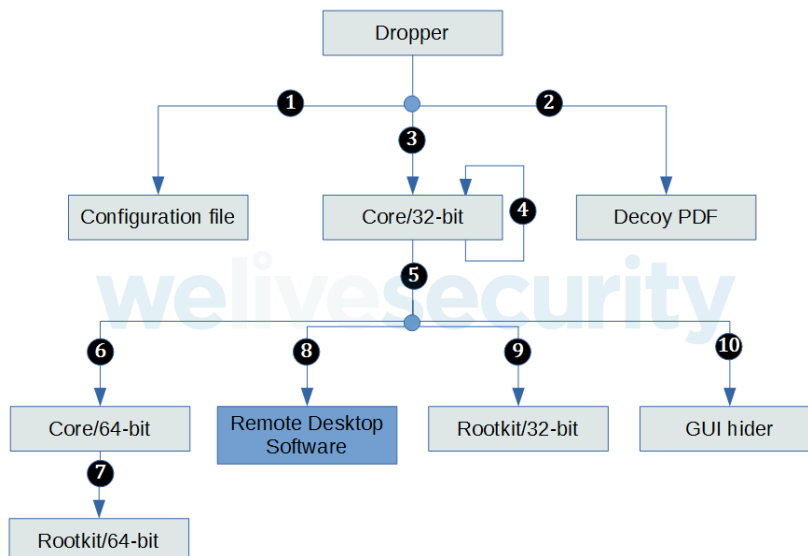 Dropper
1
2
3
Configuration file
Core/32-bit
4
Decoy PDF
5
welivesecurity
6
8
9
10
Core/64-bit
Remote Desktop
Software
Rootkit/32-bit
GUI hider
7
Rootkit/64-bit